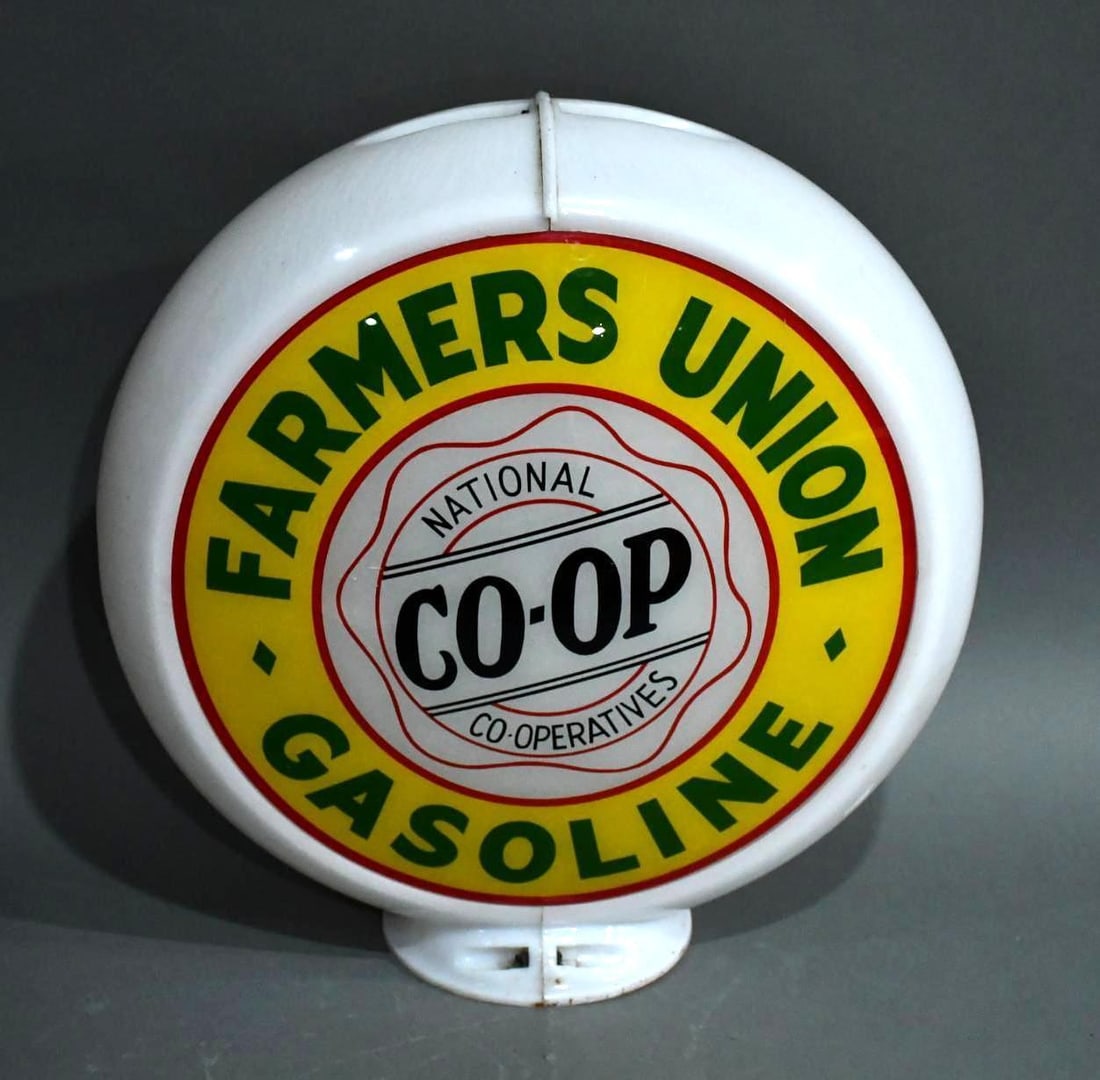 FARMERS UNION
NATIONAL
CO-OP
CO-OPERATIVES
GASOLINE